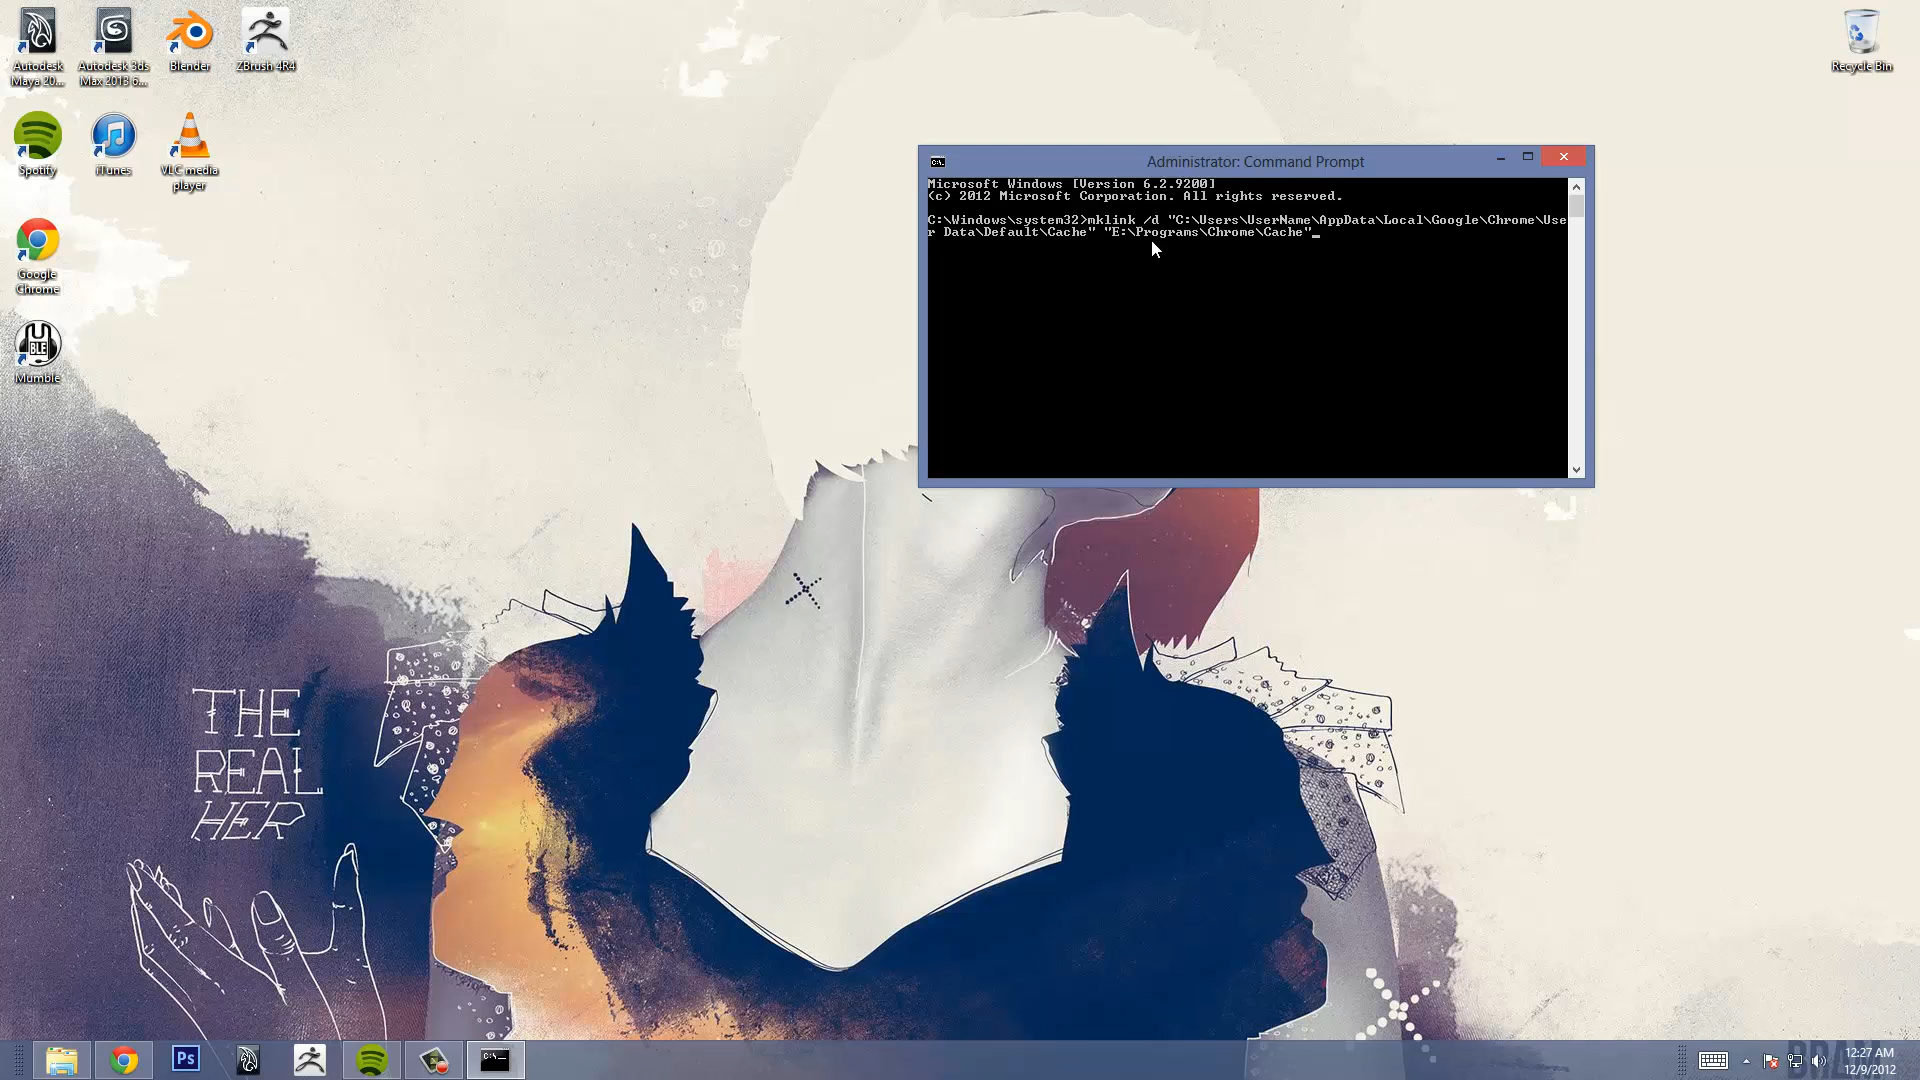 Autodesk
Maya 20...
Autodesk 3ds
Max 2013 6...
Blender
ZBrush 4R4
Recycle Bin
Spotify
iTunes
VLC media
player
Google
Chrome
BLE
Mumble
Administrator: Command Prompt
Microsoft Windows [Version 6.2.9200]
(c) 2012 Microsoft Corporation. All rights reserved.
C:\Windows\system32>mklink /d "C:\Users\UserName\AppData\Local\Google\Chrome\Use
r Data\Default\Cache" "E:\Programs\Chrome\Cache"_
THE
REAL
HER
Ps
C:\_
12:27 AM
12/9/2012